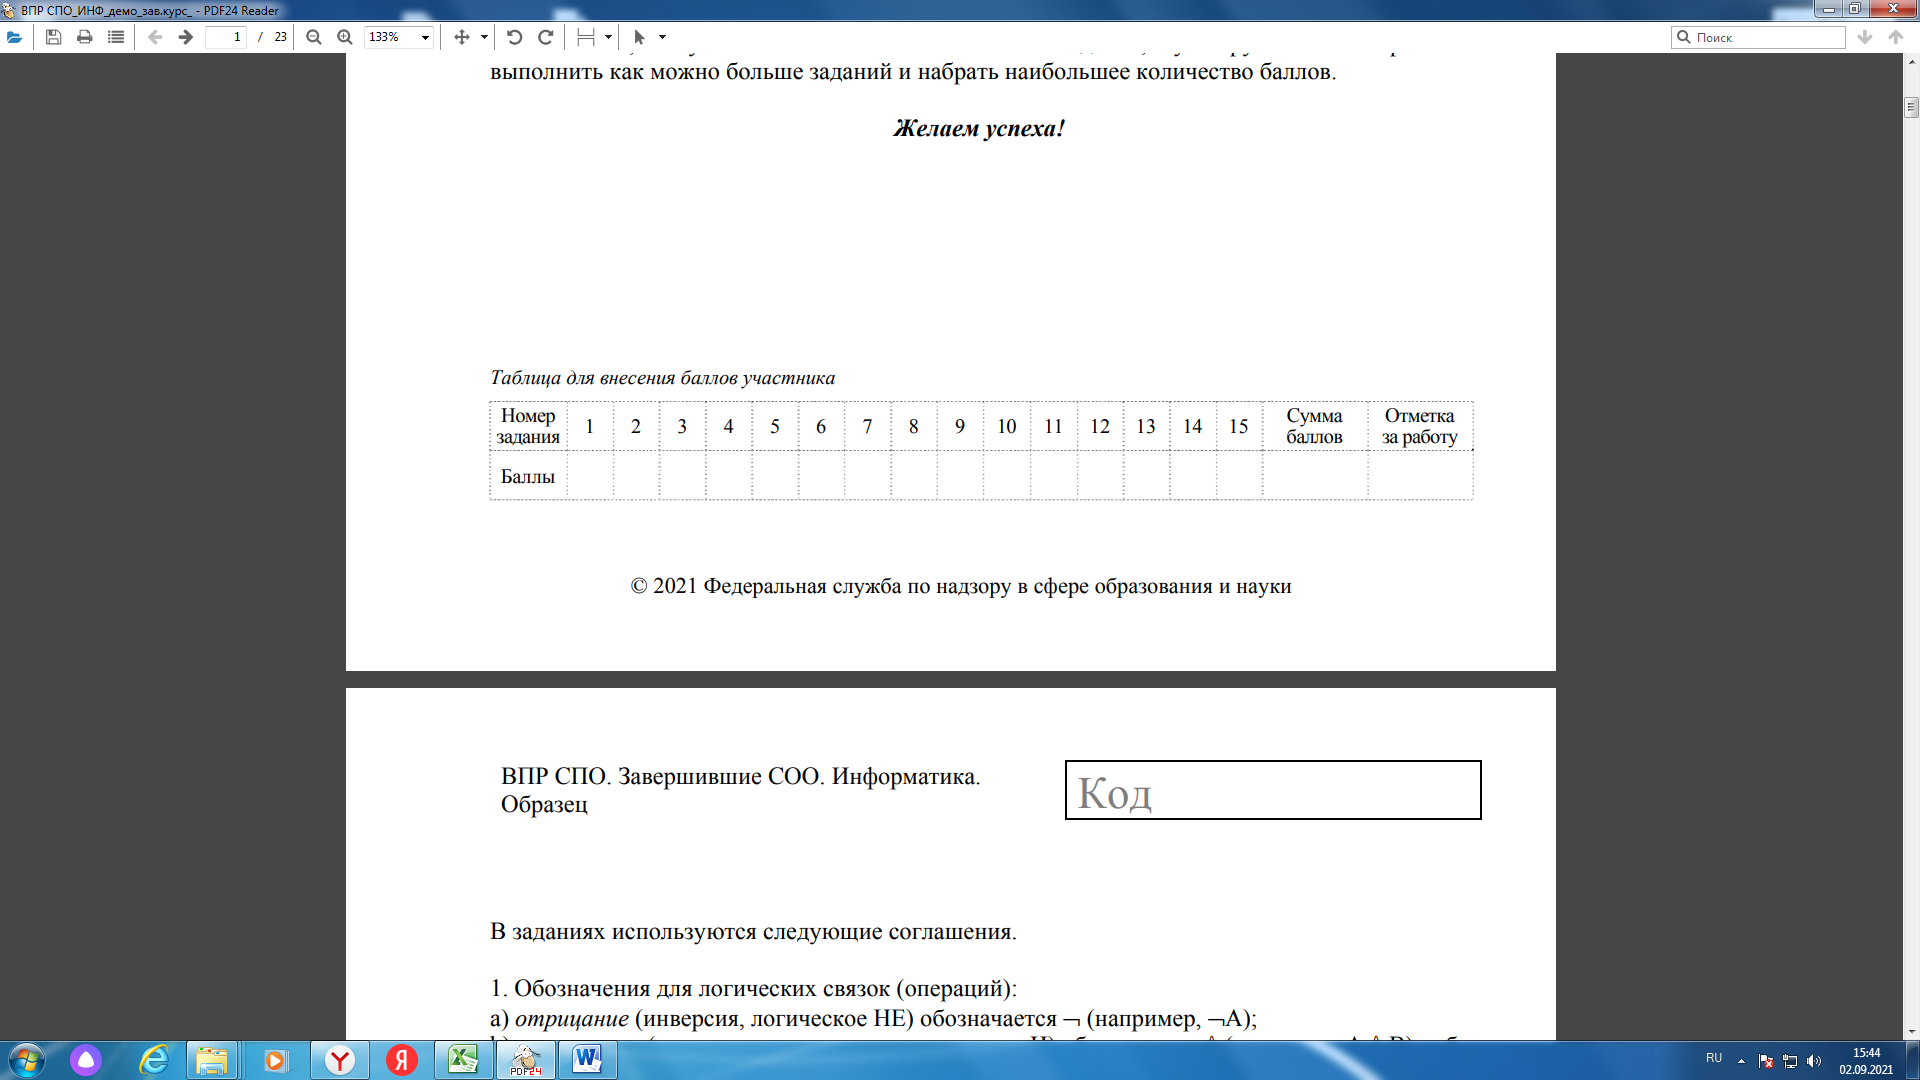 ВПР СПО_ИНФ_демо_зав.курс_ - PDF24 Reader
1 / 23
133%
Поиск
выполнить как можно больше заданий и набрать наибольшее количество баллов.
Желаем успеха!
Таблица для внесения баллов участника
Номер задания 1 2 3 4 5 6 7 8 9 10 11 12 13 14 15 Сумма баллов Отметка за работу
Баллы
© 2021 Федеральная служба по надзору в сфере образования и науки
ВПР СПО. Завершившие СОО. Информатика.
Образец
Код
В заданиях используются следующие соглашения.
1. Обозначения для логических связок (операций):
a) отрицание (инверсия, логическое НЕ) обозначается ¬ (например, ¬А);
PDF24
RU
15:44
02.09.2021